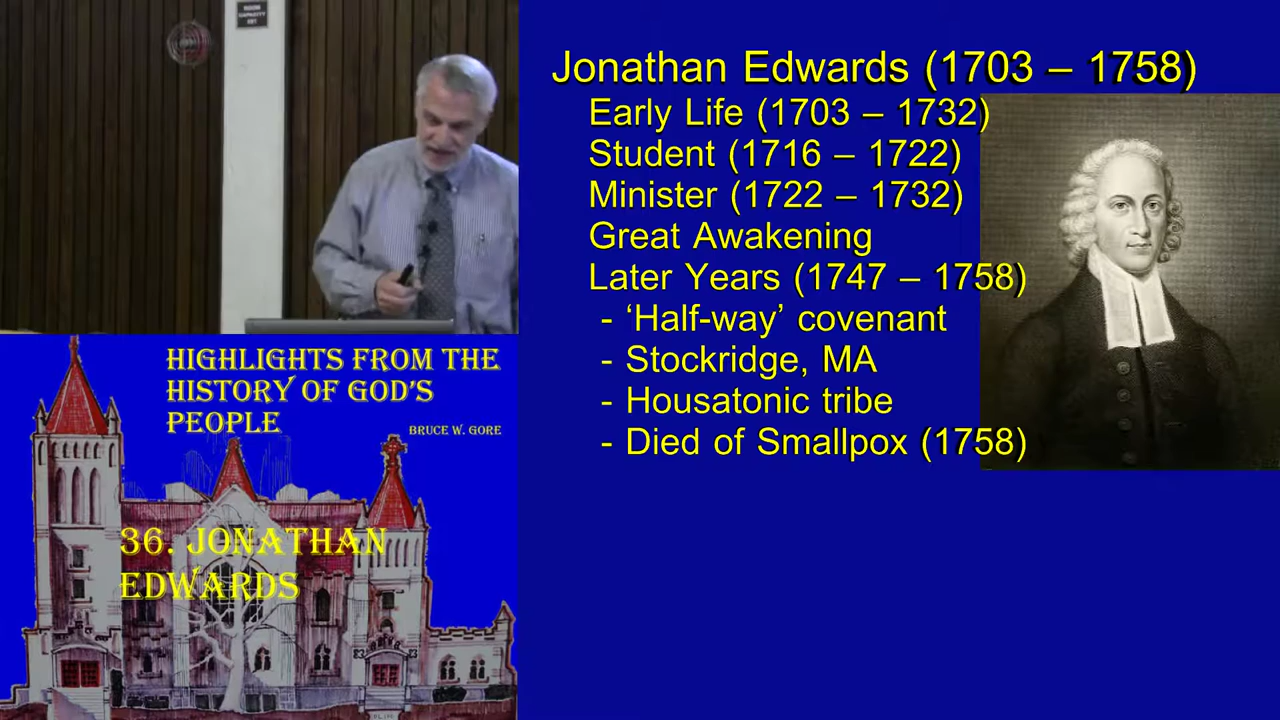 Jonathan Edwards (1703 – 1758)
Early Life (1703 – 1732)
Student (1716 – 1722)
Minister (1722 – 1732)
Great Awakening
Later Years (1747 – 1758)
- ‘Half-way’ covenant
- Stockridge, MA
- Housatonic tribe
- Died of Smallpox (1758)
HIGHLIGHTS FROM THE
HISTORY OF GOD'S
PEOPLE
BRUCE W. GORE
36. JONATHAN
EDWARDS